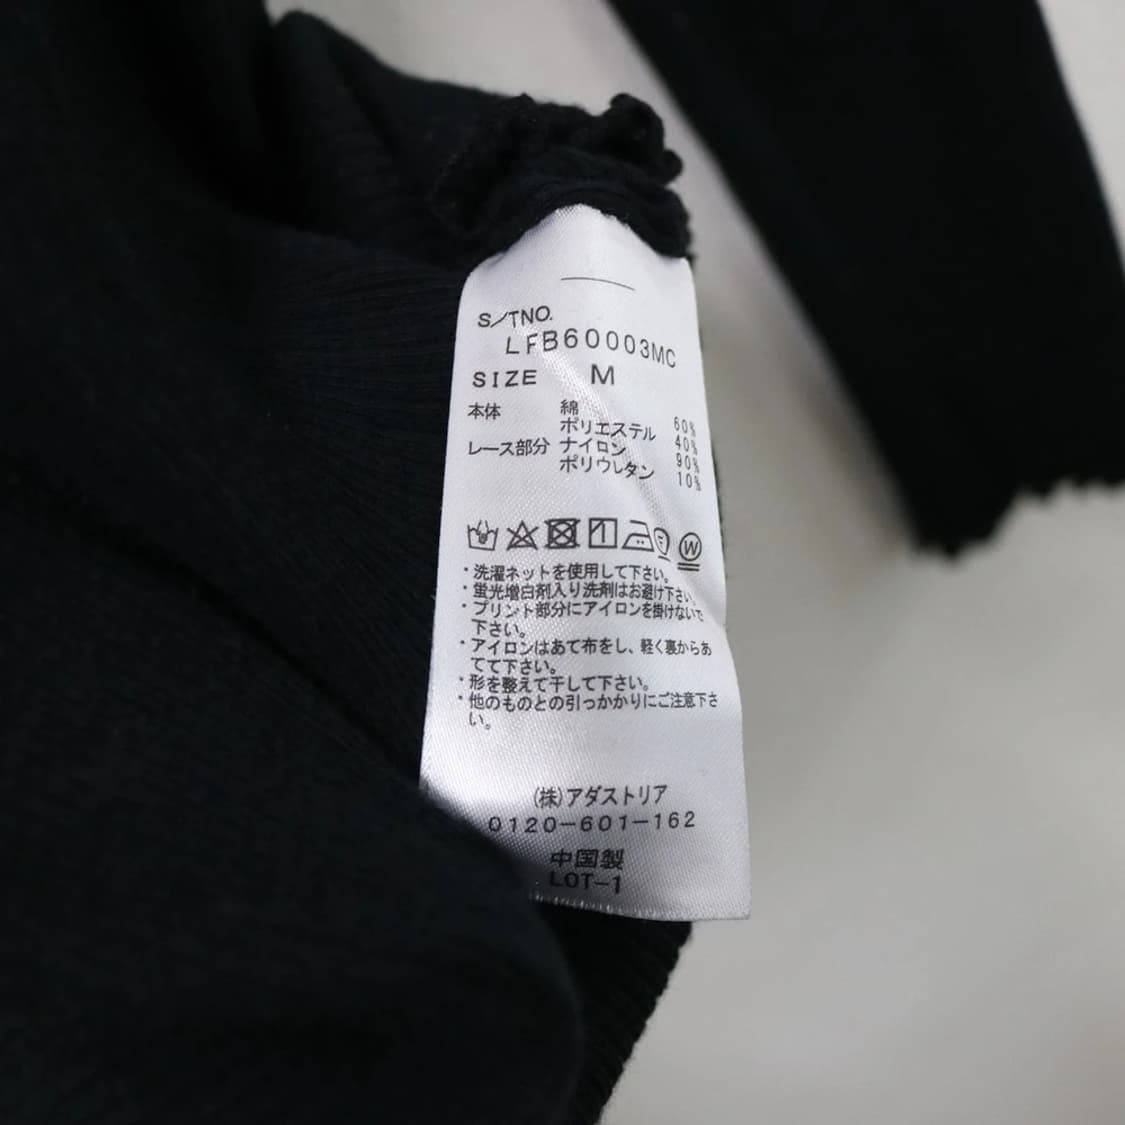 S/TNO.
LFB60003MC
SIZE M
本体 綿 60%
ポリエステル 40%
レース部分 ナイロン 90%
ポリウレタン 10%
・洗濯ネットを使用して下さい。
・蛍光増白剤入り洗剤はお避け下さい。
・プリント部分にアイロンを掛けないで
下さい。
・アイロンはあて布をし、軽く裏からあ
てて下さい。
・形を整えて干して下さい。
・他のものとの引っかかりにご注意下さ
い。
(株)アダストリア
0120-601-162
中国製
LOT-1